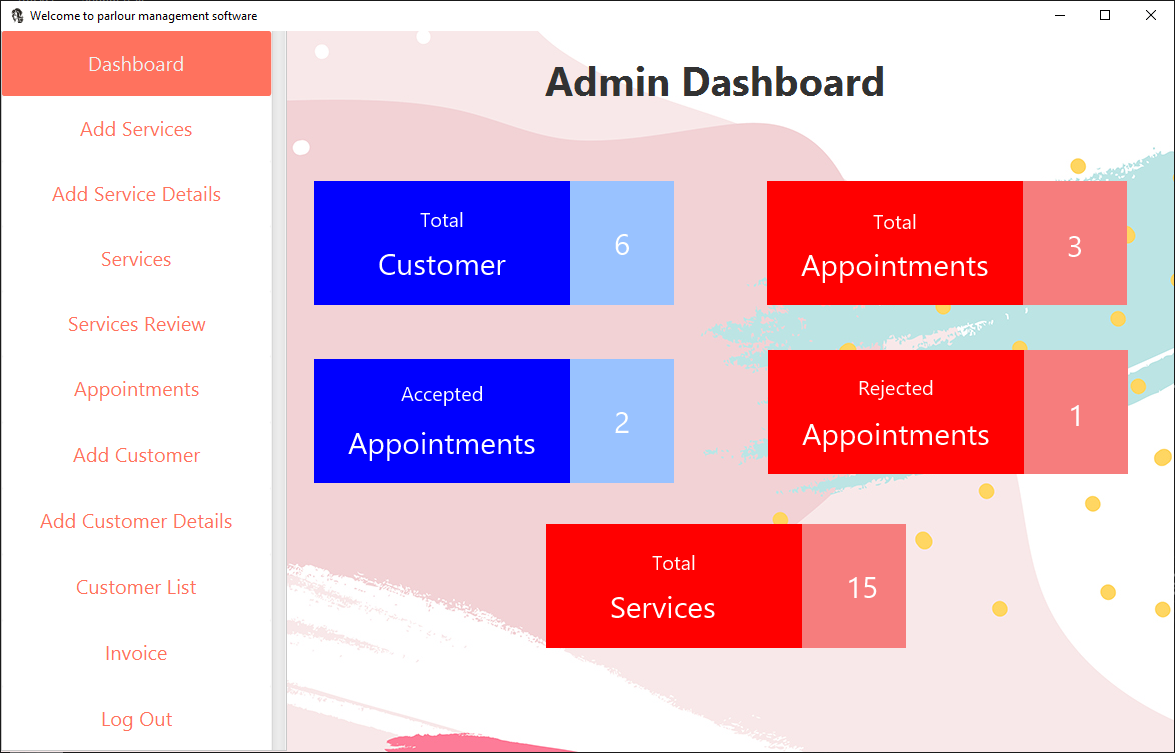 Welcome to parlour management software
Dashboard
Add Services
Add Service Details
Services
Services Review
Appointments
Add Customer
Add Customer Details
Customer List
Invoice
Log Out
Admin Dashboard
Total
Customer
6
Total
Appointments
3
Accepted
Appointments
2
Rejected
Appointments
1
Total
Services
15